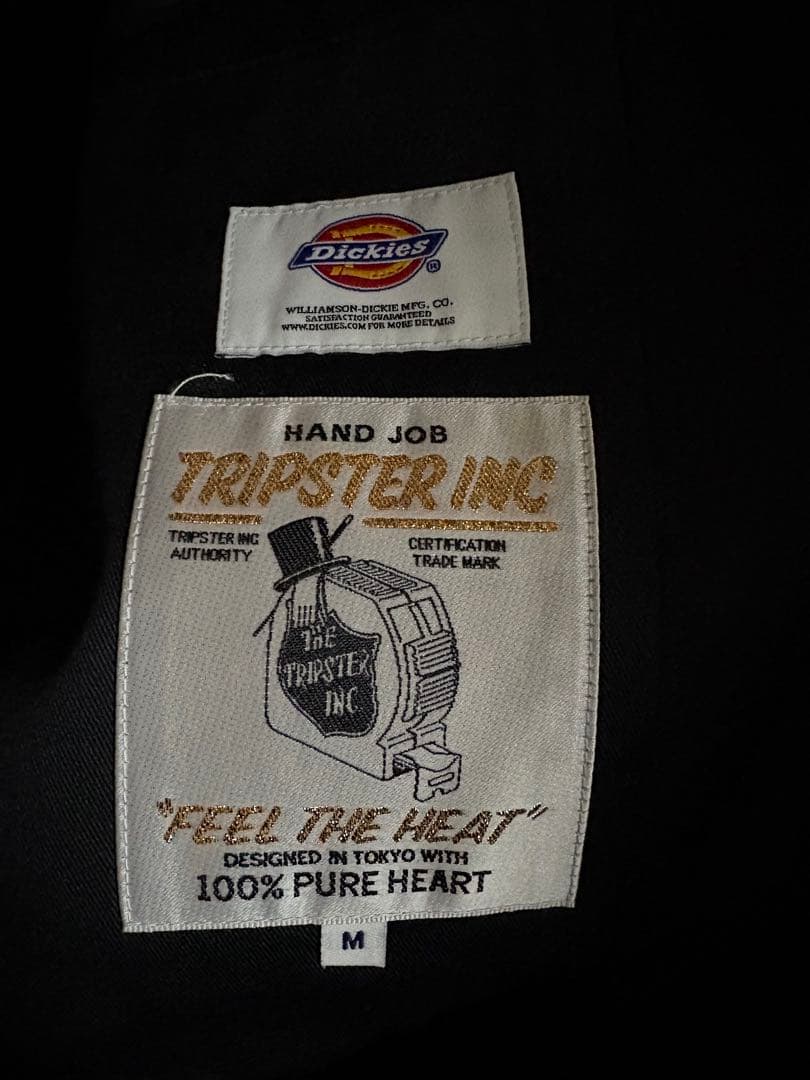 Dickies®
WILLIAMSON-DICKIE MFG. CO.
SATISFACTION GUARANTEED
WWW.DICKIES.COM FOR MORE DETAILS
HAND JOB
TRIPSTER INC
TRIPSTER INC
AUTHORITY
CERTIFICATION
TRADE MARK
THE
TRIPSTER
INC
"FEEL THE HEAT"
DESIGNED IN TOKYO WITH
100% PURE HEART
M